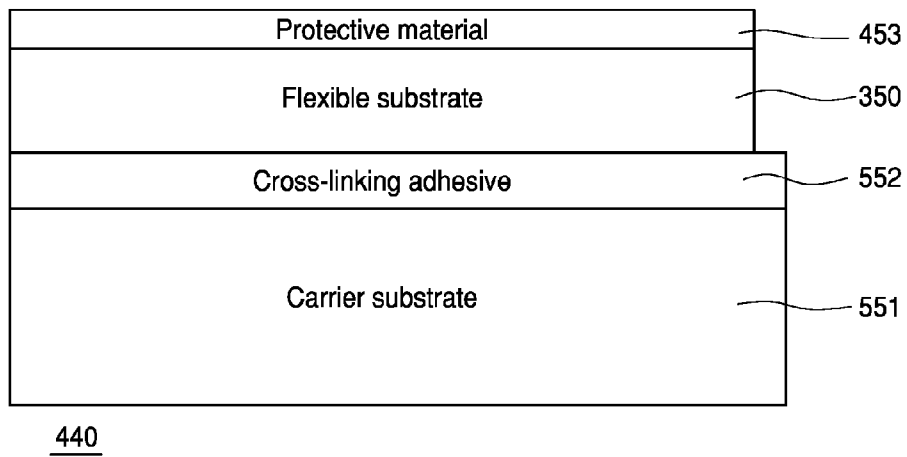 Protective material
453
Flexible substrate
350
Cross-linking adhesive
552
Carrier substrate
551
440